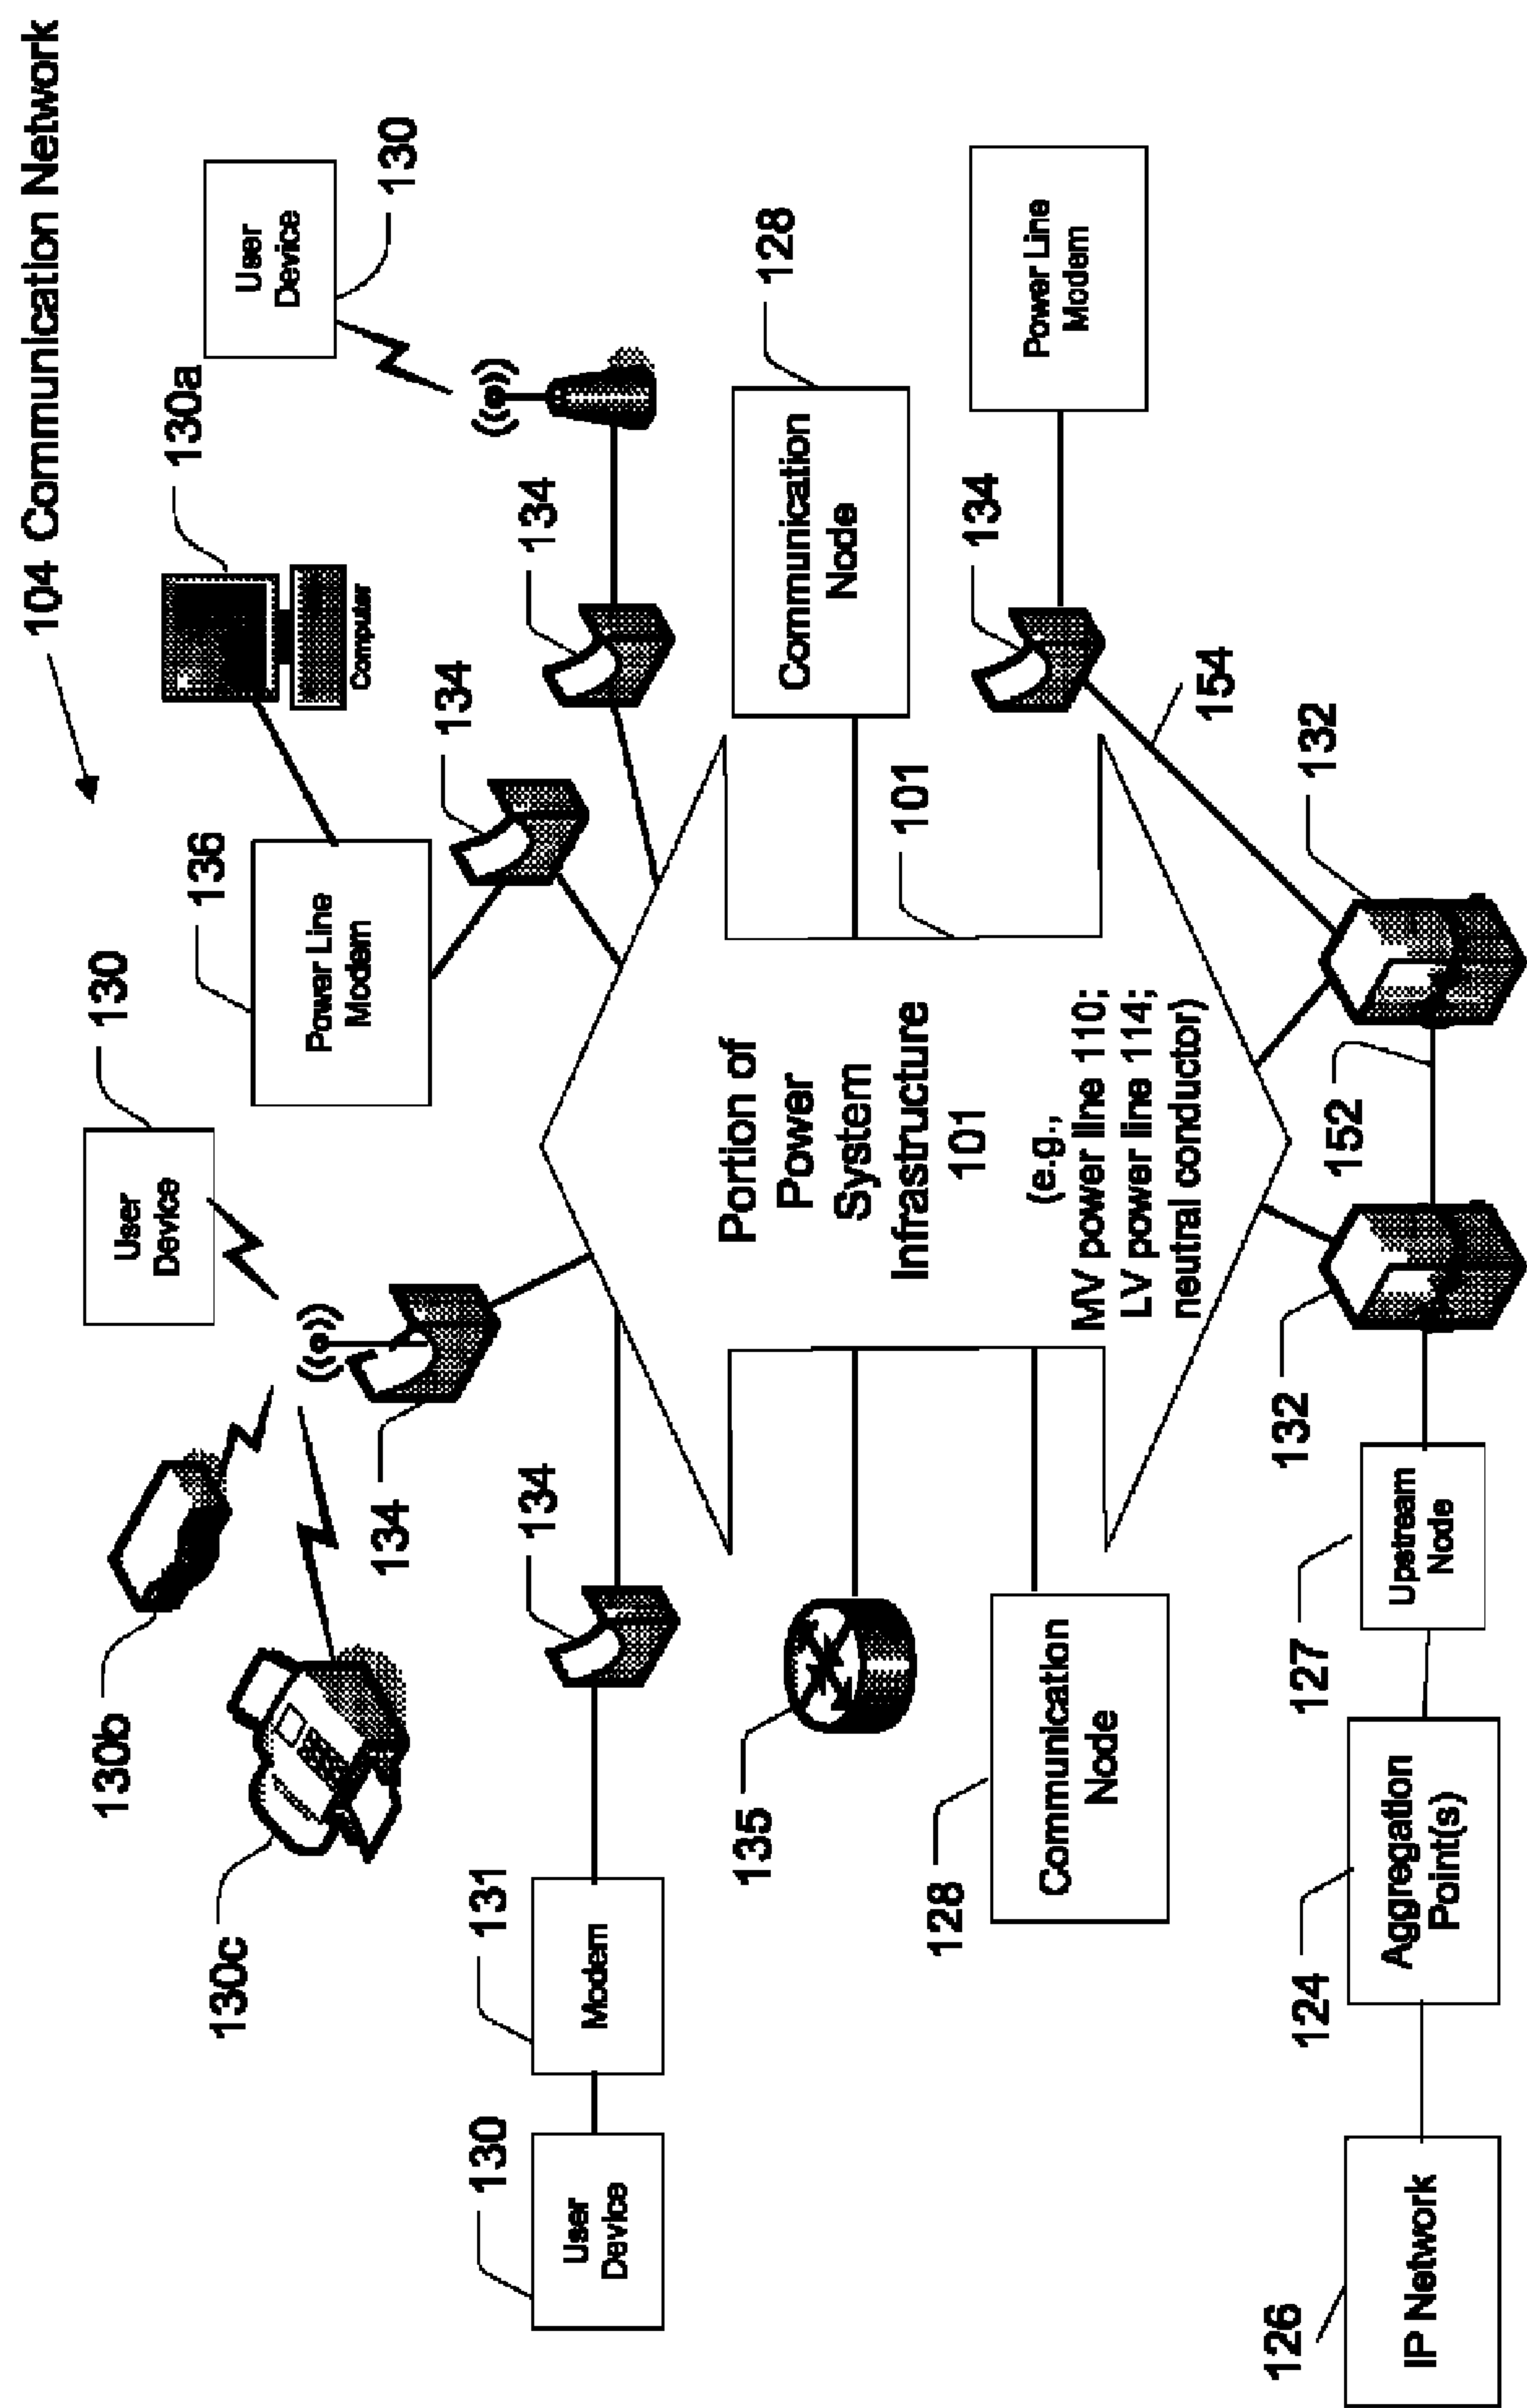 104 Communication Network
130a
130
User
Device
130
User
Device
136
Power Line
Modem
Computer
130b
130c
134
134
134
134
134
131
Modem
130
User
Device
128
Communication
Node
Power Line
Modem
154
101
Portion of
Power
System
Infrastructure
101
(e.g.,
MV power line 110;
LV power line 114;
neutral conductor)
135
128
Communication
Node
132
152
132
127
Upstream
Node
124
Aggregation
Point(s)
126
IP Network